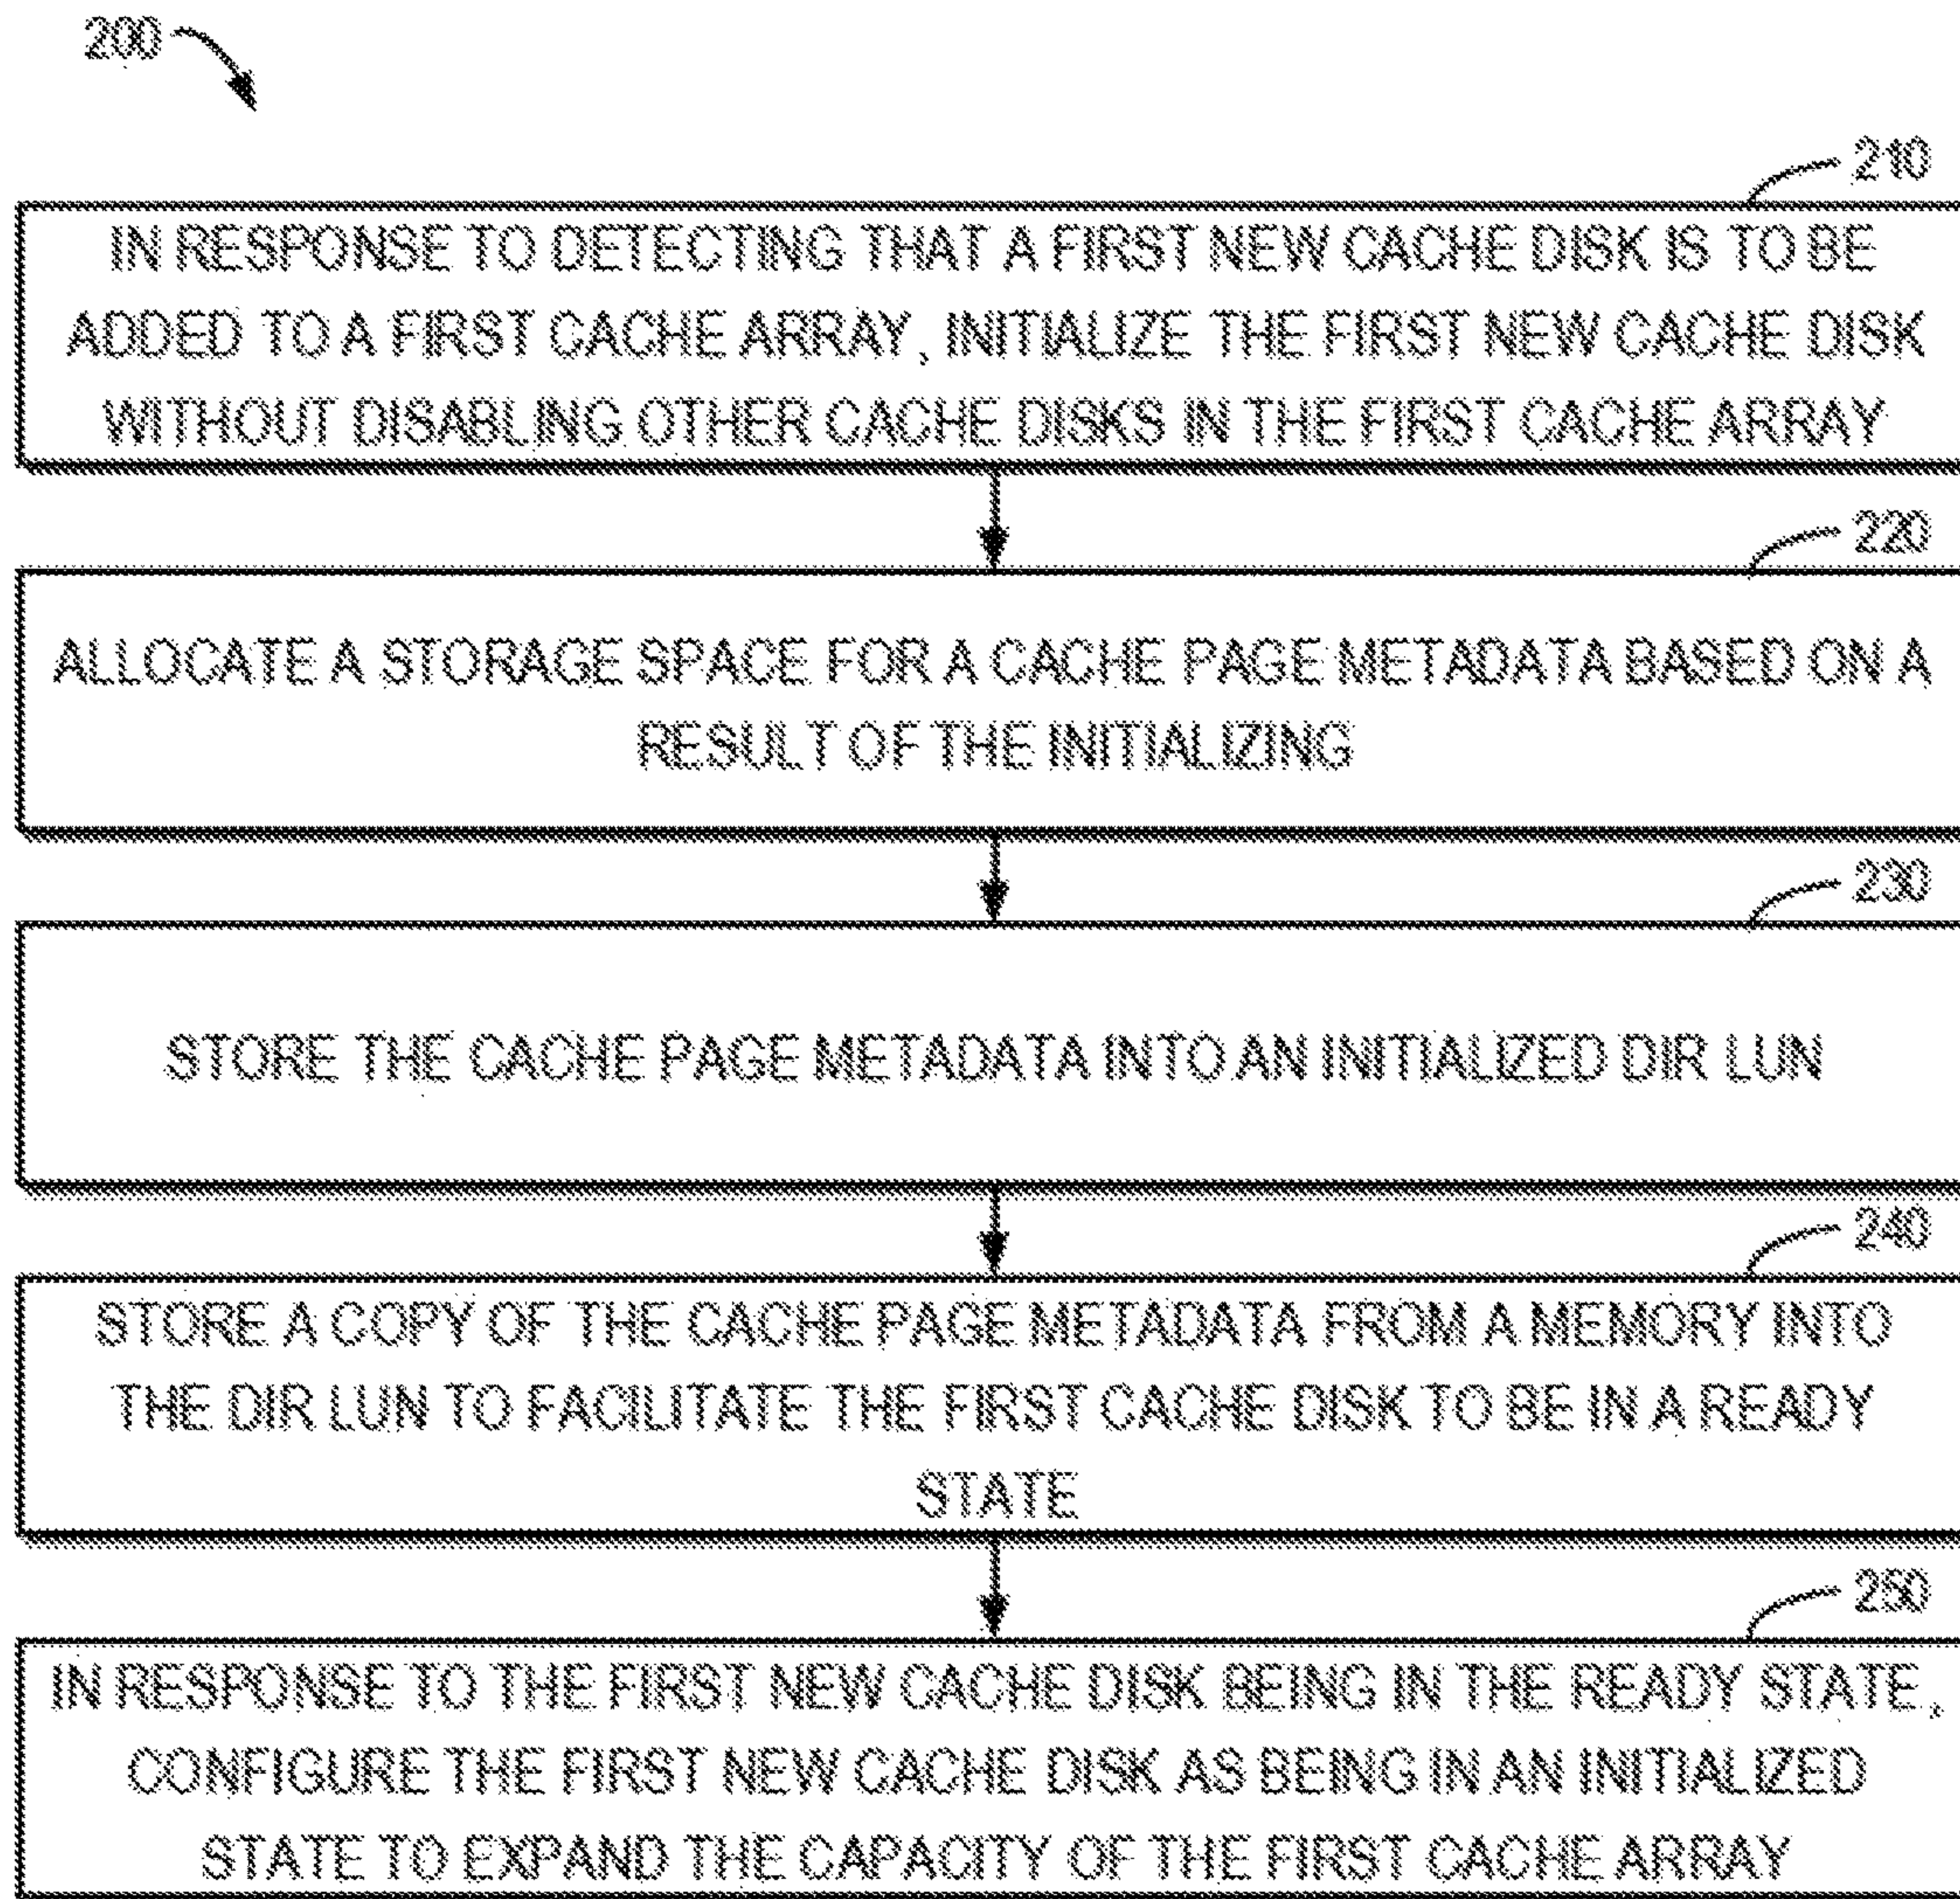 200
210
IN RESPONSE TO DETECTING THAT A FIRST NEW CACHE DISK IS TO BE
ADDED TO A FIRST CACHE ARRAY, INITIALIZE THE FIRST NEW CACHE DISK
WITHOUT DISABLING OTHER CACHE DISKS IN THE FIRST CACHE ARRAY
220
ALLOCATE A STORAGE SPACE FOR A CACHE PAGE METADATA BASED ON A
RESULT OF THE INITIALIZING
230
STORE THE CACHE PAGE METADATA INTO AN INITIALIZED DIR LUN
240
STORE A COPY OF THE CACHE PAGE METADATA FROM A MEMORY INTO
THE DIR LUN TO FACILITATE THE FIRST CACHE DISK TO BE IN A READY
STATE
250
IN RESPONSE TO THE FIRST NEW CACHE DISK BEING IN THE READY STATE,
CONFIGURE THE FIRST NEW CACHE DISK AS BEING IN AN INITIALIZED
STATE TO EXPAND THE CAPACITY OF THE FIRST CACHE ARRAY